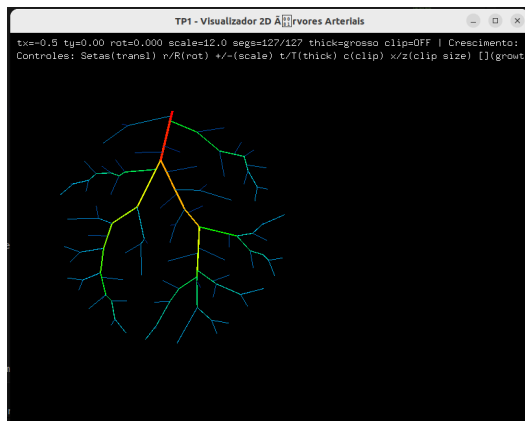 TP1 - Visualizador 2D Ãrvores Arteriais
tx=-0.5 ty=0.00 rot=0.000 scale=12.0 segs=127/127 thick=grosso clip=OFF | Crescimento:
Controles: Setas(transl) r/R(rot) +/-(scale) t/T(thick) c(clip) x/z(clip size) [](growt